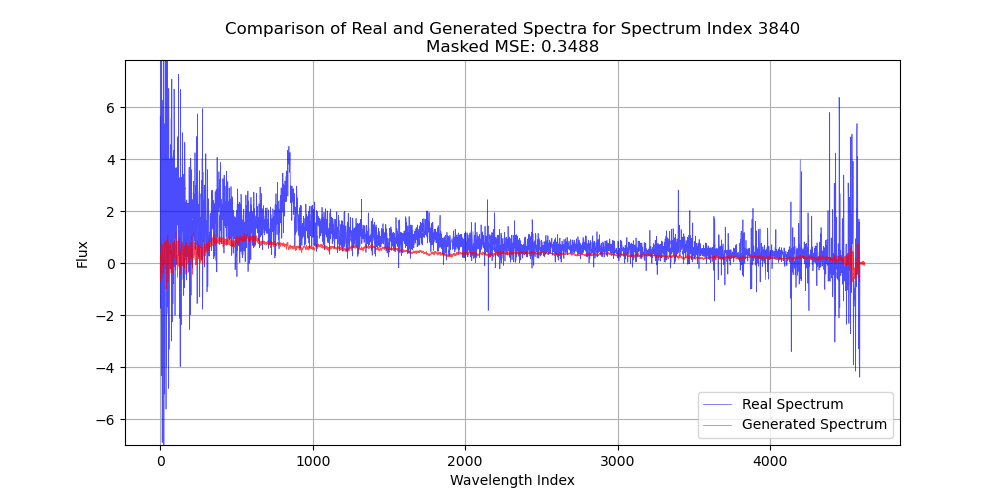 Comparison of Real and Generated Spectra for Spectrum Index 3840
Masked MSE: 0.3488
Flux
6
4
2
0
−2
−4
−6
0 1000 2000 3000 4000
Wavelength Index
Real Spectrum
Generated Spectrum